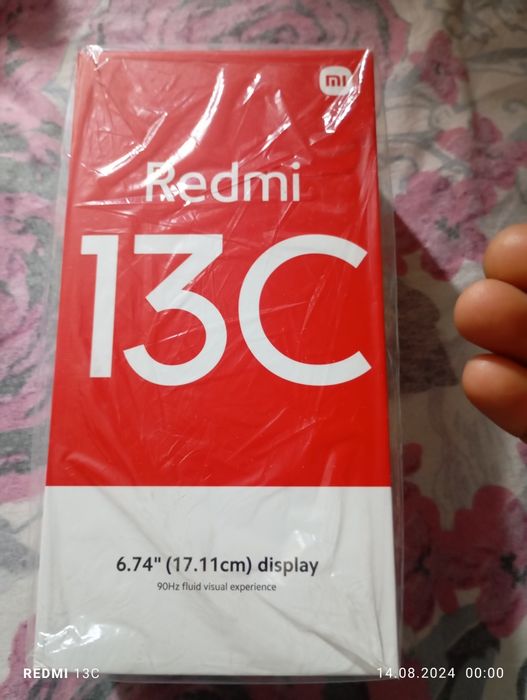 mi
Redmi
13C
6.74" (17.11cm) display
90Hz fluid visual experience
REDMI 13C
14.08.2024 00:00